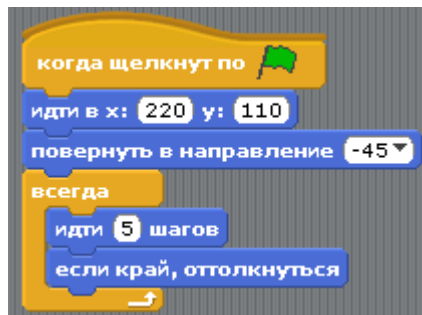 когда щелкнут по
идти в x: 220 y: 110
повернуть в направление -45
всегда
идти 5 шагов
если край, оттолкнуться